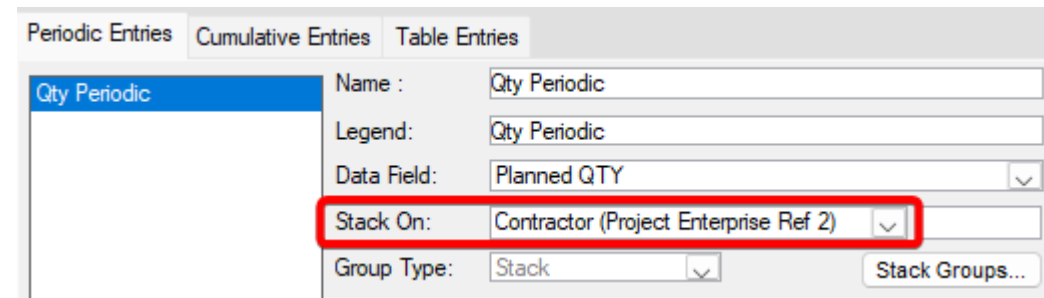 Periodic Entries Cumulative Entries Table Entries
Qty Periodic
Name : Qty Periodic
Legend: Qty Periodic
Data Field: Planned QTY
Stack On: Contractor (Project Enterprise Ref 2)
Group Type: Stack Stack Groups...